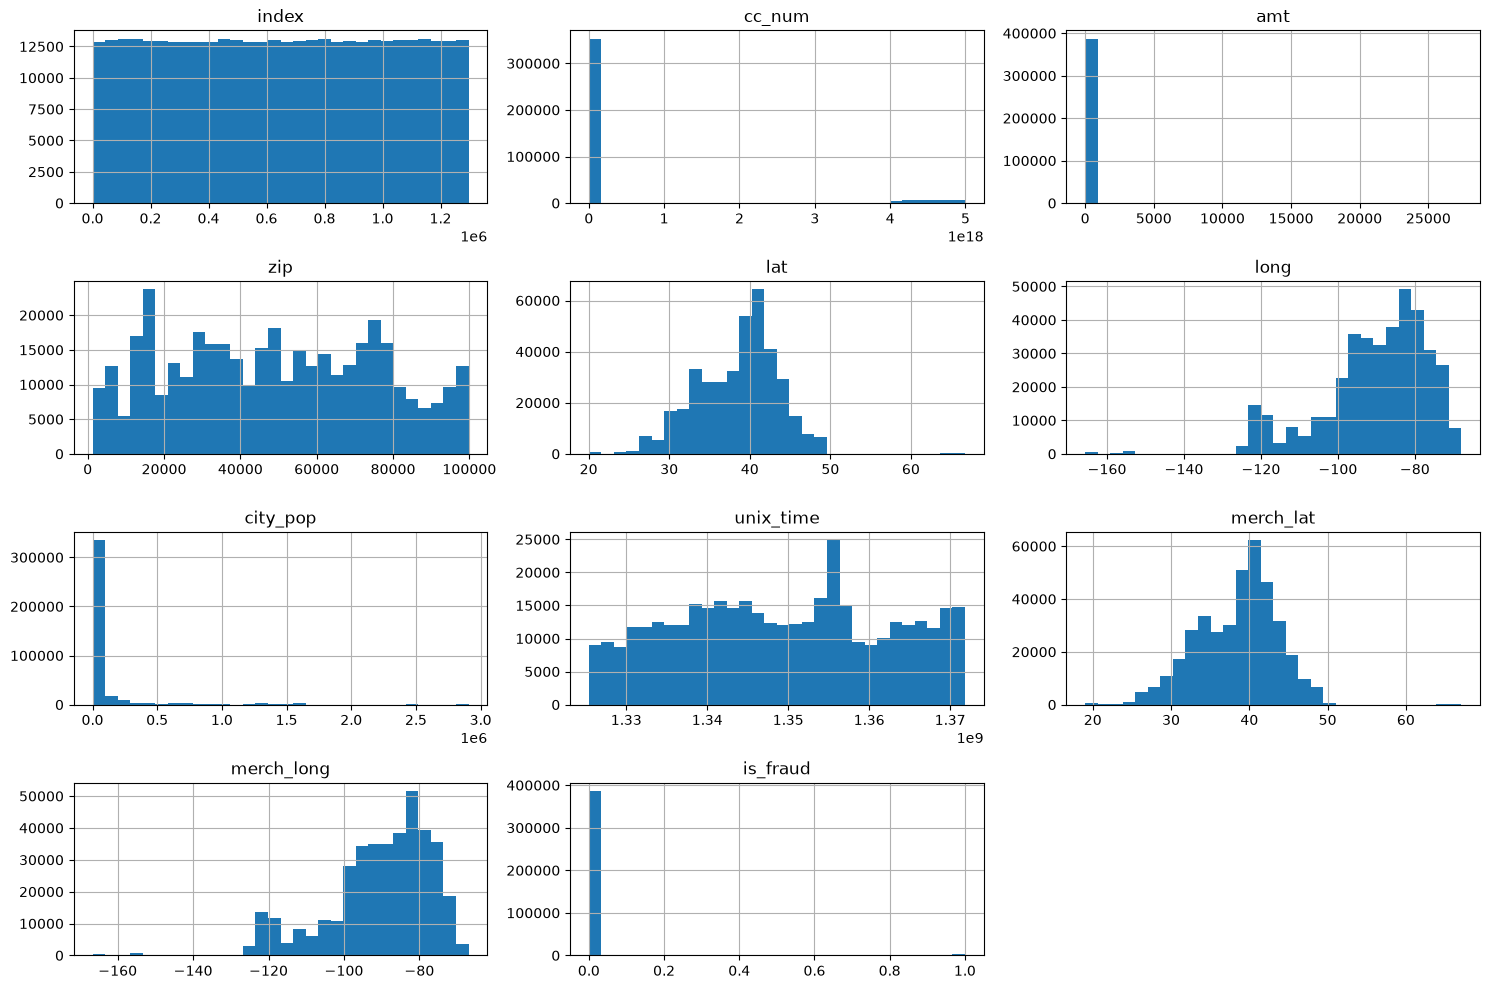 index
12500
10000
7500
5000
2500
0
0.0 0.2 0.4 0.6 0.8 1.0 1.2
1e6
cc_num
300000
200000
100000
0
0 1 2 3 4 5
1e18
amt
400000
300000
200000
100000
0
0 5000 10000 15000 20000 25000
zip
20000
15000
10000
5000
0
0 20000 40000 60000 80000 100000
lat
60000
40000
20000
0
20 30 40 50 60
long
50000
40000
30000
20000
10000
0
−160 −140 −120 −100 −80
city_pop
300000
200000
100000
0
0.0 0.5 1.0 1.5 2.0 2.5 3.0
1e6
unix_time
25000
20000
15000
10000
5000
0
1.33 1.34 1.35 1.36 1.37
1e9
merch_lat
60000
40000
20000
0
20 30 40 50 60
merch_long
50000
40000
30000
20000
10000
0
−160 −140 −120 −100 −80
is_fraud
400000
300000
200000
100000
0
0.0 0.2 0.4 0.6 0.8 1.0